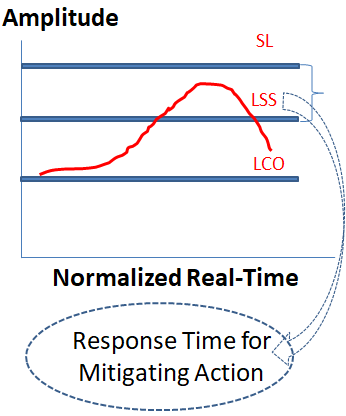 Amplitude
SL
LSS
LCO
Normalized Real-Time
Response Time for
Mitigating Action